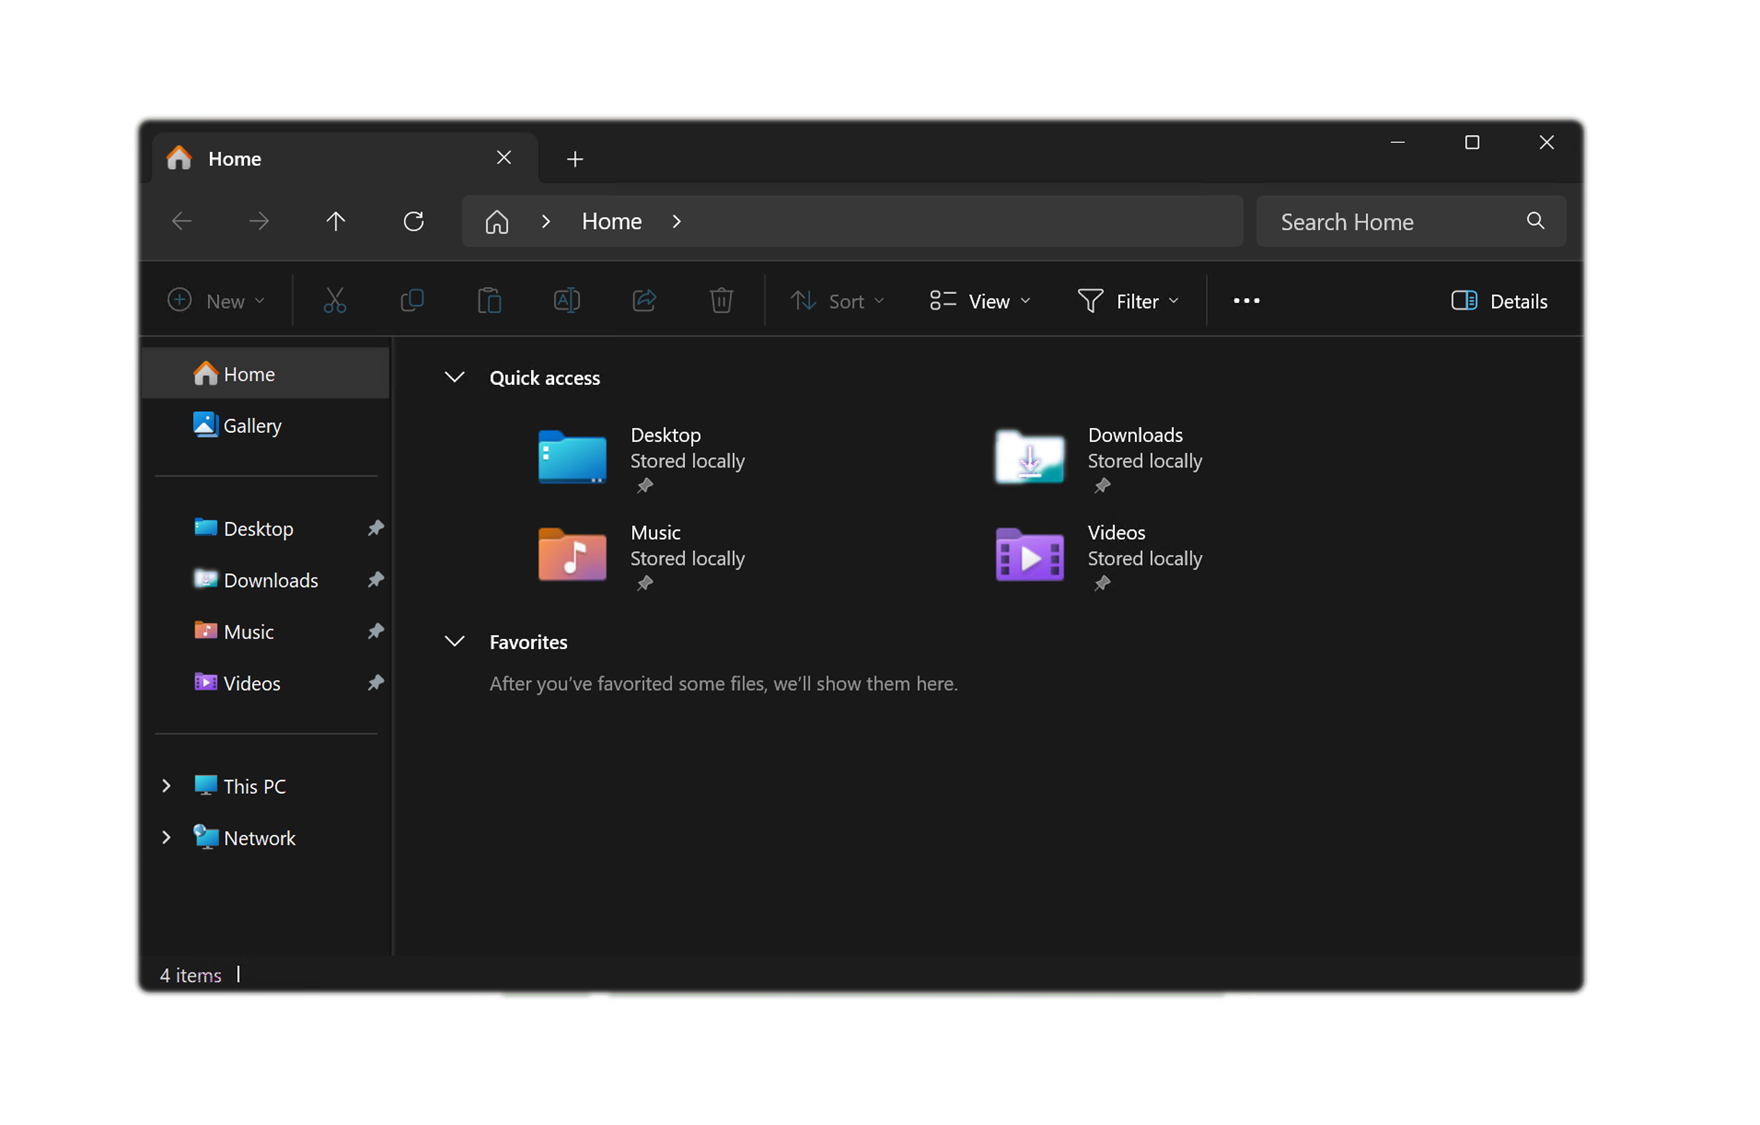 Home
Home
Search Home
New
Sort
View
Filter
Details
Home
Gallery
Desktop
Downloads
Music
Videos
This PC
Network
Quick access
Desktop
Stored locally
Downloads
Stored locally
Music
Stored locally
Videos
Stored locally
Favorites
After you’ve favorited some files, we’ll show them here.
4 items